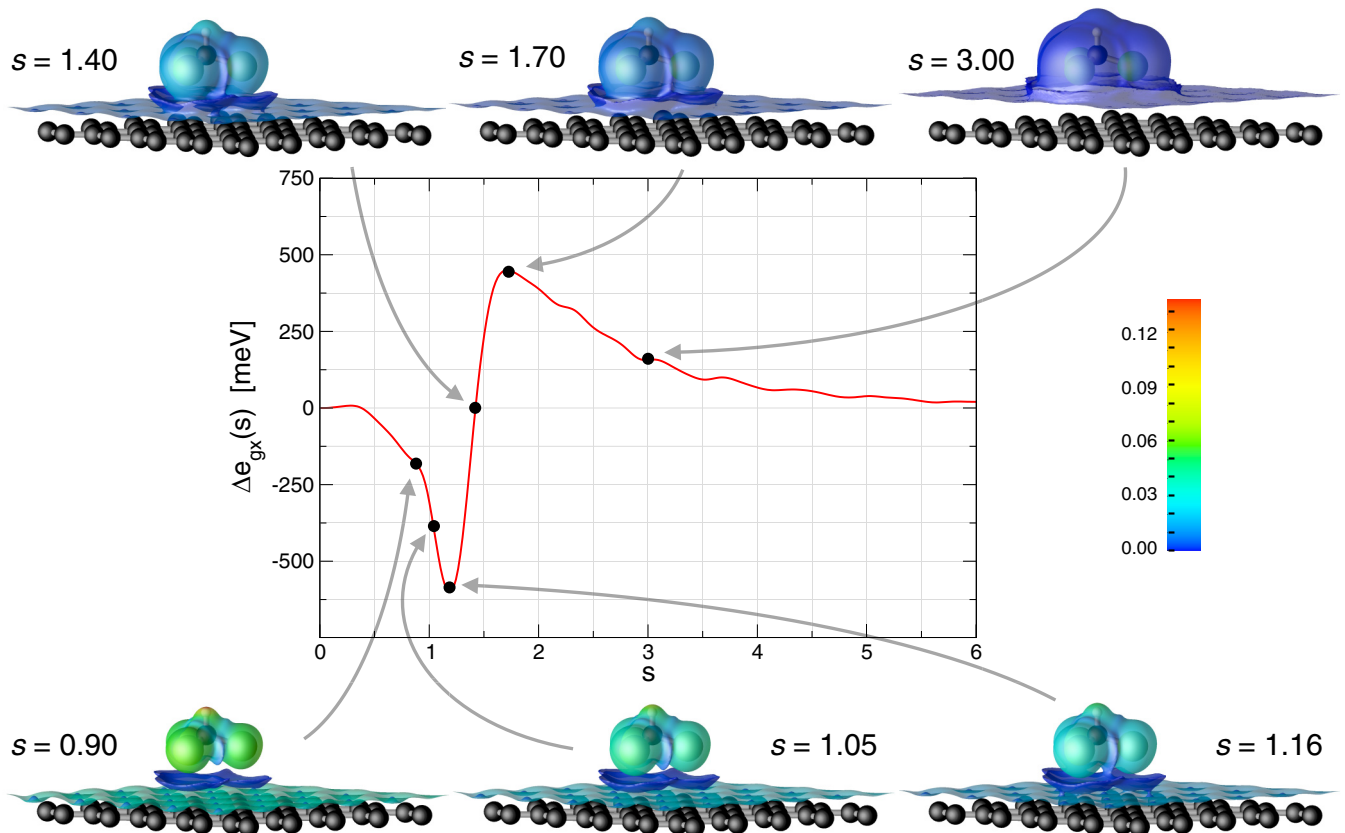 s = 1.40
s = 1.70
s = 3.00
750
500
250
0
-250
-500
Δe_gx(s) [meV]
0 1 2 3 4 5 6
s
0.12
0.09
0.06
0.03
0.00
s = 0.90
s = 1.05
s = 1.16